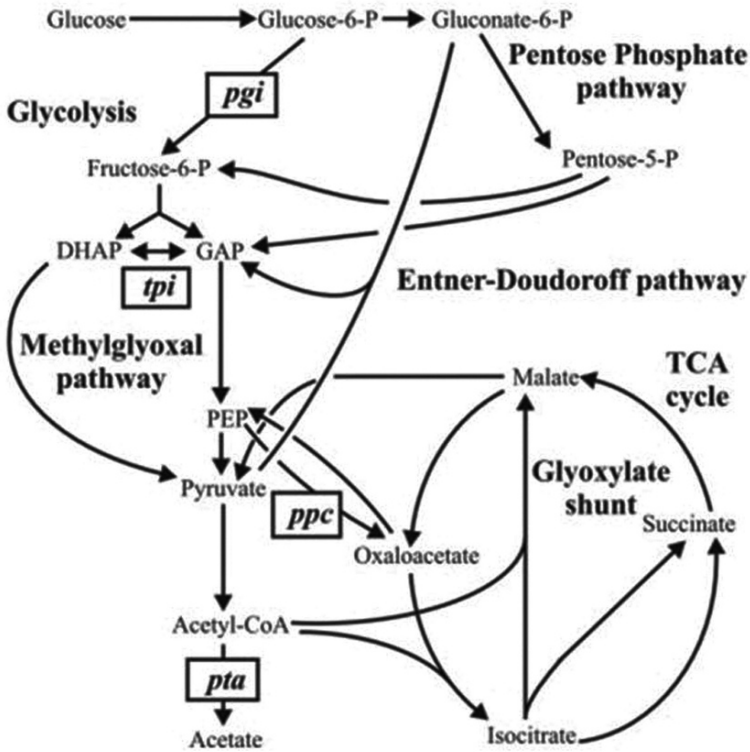 Glucose
Glucose-6-P
Gluconate-6-P
Pentose Phosphate
pathway
pgi
Glycolysis
Fructose-6-P
Pentose-5-P
DHAP
GAP
tpi
Entner-Doudoroff pathway
Methylglyoxal
pathway
TCA
cycle
Malate
PEP
Glyoxylate
shunt
Pyruvate
ppc
Succinate
Oxaloacetate
Acetyl-CoA
pta
Isocitrate
Acetate